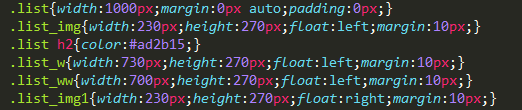 .list{width:1000px;margin:0px auto;padding:0px;}
.list_img{width:230px;height:270px;float:left;margin:10px;}
.list h2{color:#ad2b15;}
.list_w{width:730px;height:270px;float:left;margin:10px;}
.list_ww{width:700px;height:270px;float:left;margin:10px;}
.list_img1{width:230px;height:270px;float:right;margin:10px;}